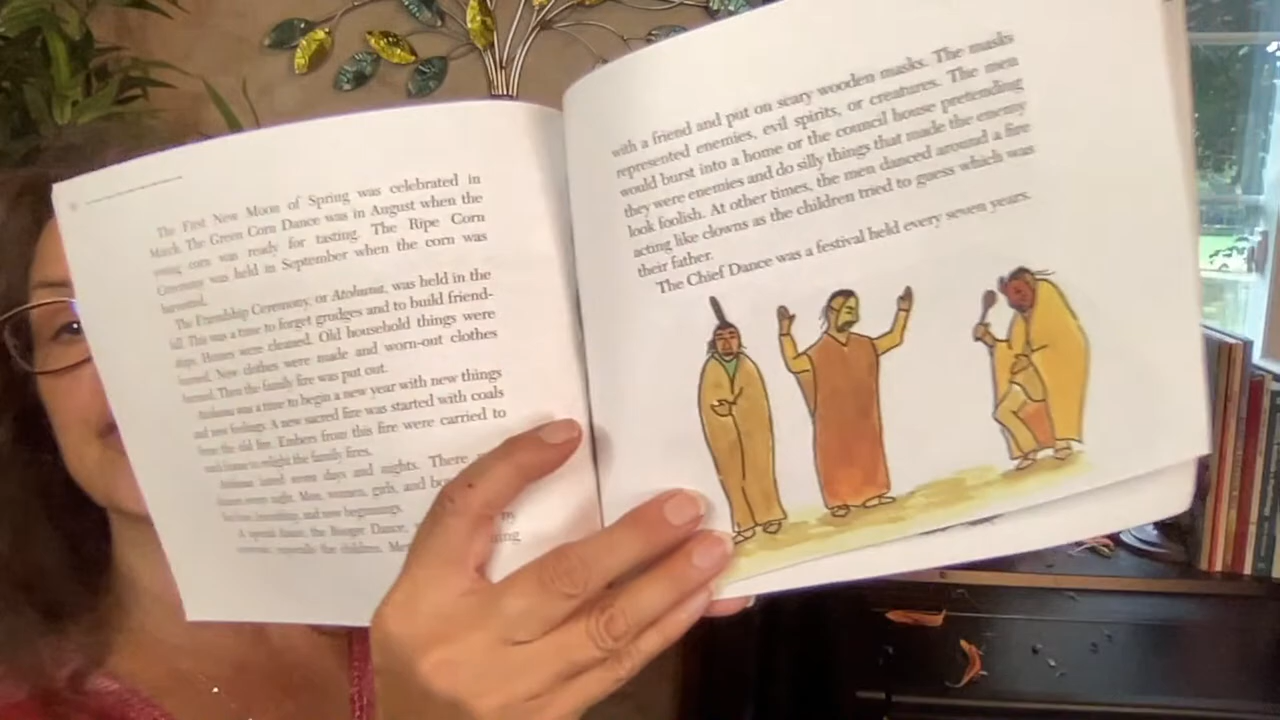 The First New Moon of Spring was celebrated in
March. The Green Corn Dance was in August when the
young corn was ready for tasting. The Ripe Corn
Ceremony was held in September when the corn was
harvested.
The Friendship Ceremony, or Atohuna, was held in the
fall. This was a time to forget grudges and to build friend-
ships. Homes were cleaned. Old household things were
burned. New clothes were made and worn-out clothes
burned. Then the family fire was put out.
Atohuna was a time to begin a new year with new things
and new feelings. A new sacred fire was started with coals
from the old fire. Embers from this fire were carried to
each home to relight the family fires.
Atohuna lasted seven days and nights. There
dances every night. Men, women, girls, and
and new beginnings.
A special dance, the Booger Dance,
especially the children.
with a friend and put on scary wooden masks. The masks
represented enemies, evil spirits, or creatures. The men
would burst into a home or the council house pretending
they were enemies and do silly things that made the enemy
look foolish. At other times, the men danced around a fire
acting like clowns as the children tried to guess which was
their father.
The Chief Dance was a festival held every seven years.